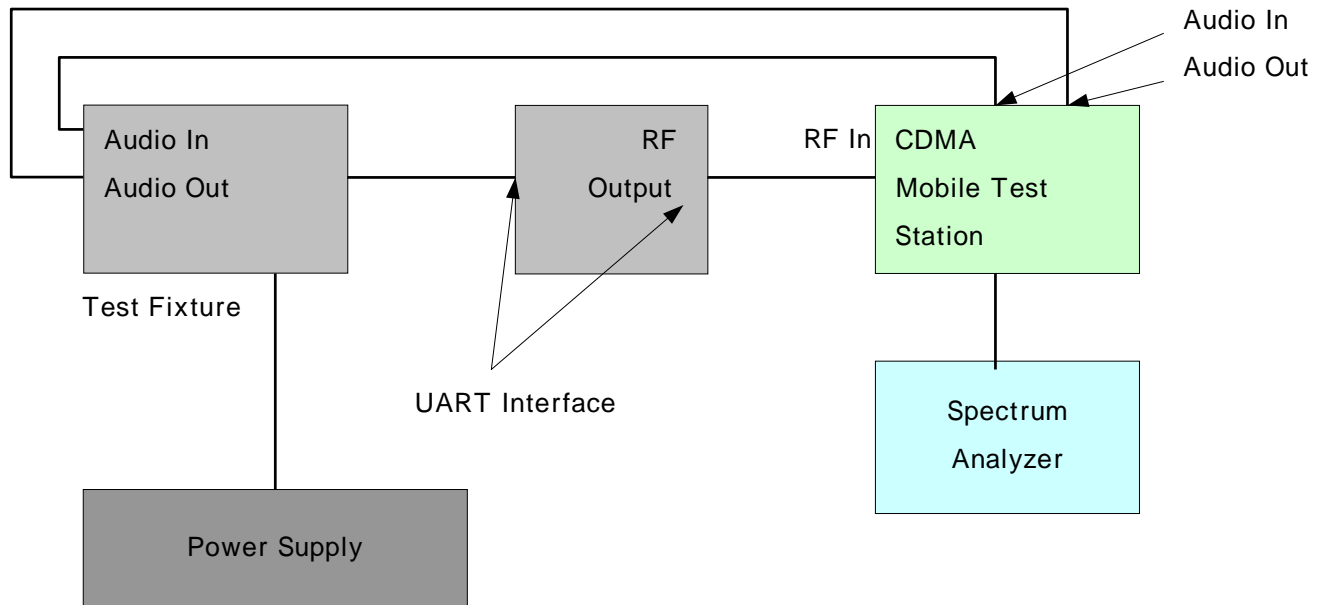 Audio In
Audio Out
Audio In
Audio Out
RF
Output
RF In
CDMA
Mobile Test
Station
Test Fixture
UART Interface
Spectrum
Analyzer
Power Supply